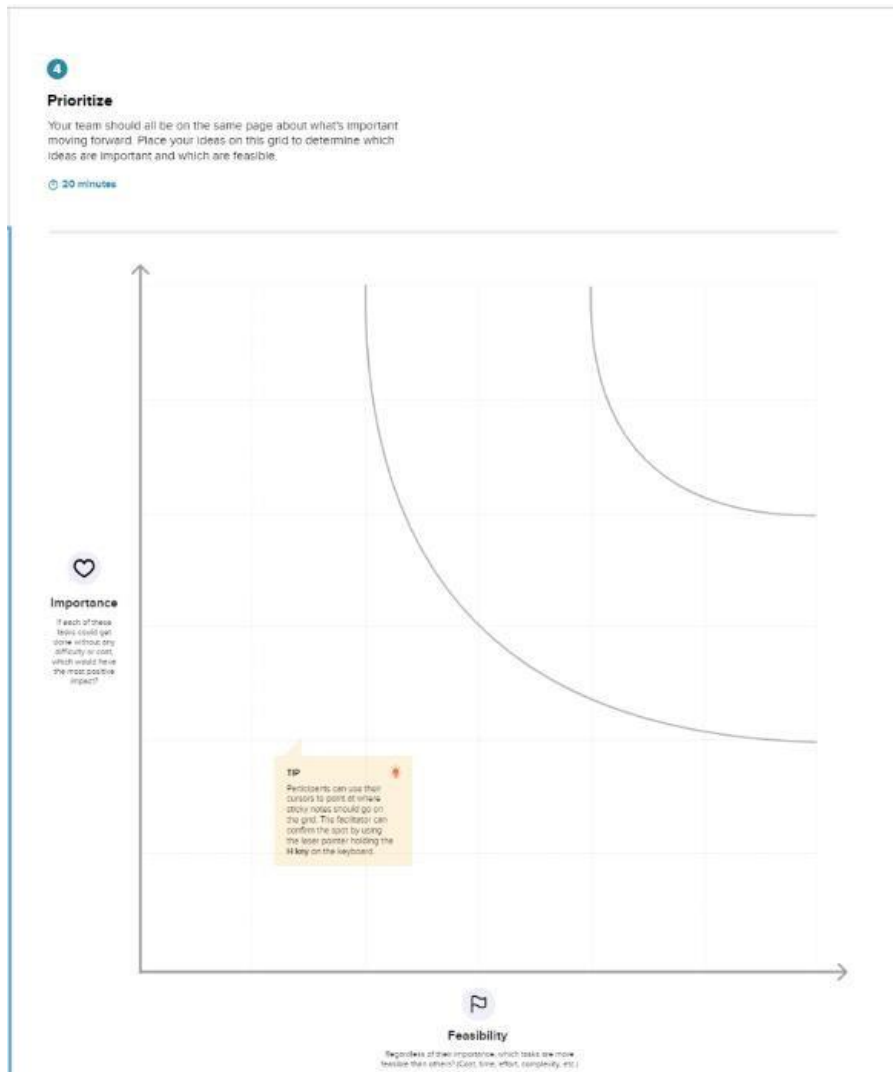 4
Prioritize
Your team should all be on the same page about what's important
moving forward. Place your ideas on this grid to determine which
ideas are important and which are feasible.
20 minutes
Importance
If each of these
tasks could get
done without any
difficulty or cost,
which would have
the most positive
impact?
TIP
Participants can use their
cursors to point at where
sticky notes should go on
the grid. The facilitator can
confirm the spot by using
the laser pointer holding the
H key on the keyboard.
Feasibility
Regardless of their importance, which tasks are more
feasible than others? (Cost, time, effort, complexity, etc.)